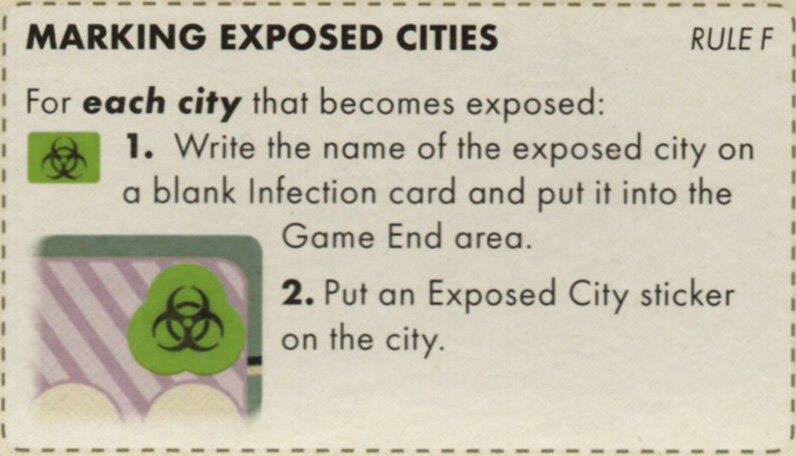 MARKING EXPOSED CITIES RULE F
For each city that becomes exposed:
1. Write the name of the exposed city on
a blank Infection card and put it into the
Game End area.
2. Put an Exposed City sticker
on the city.